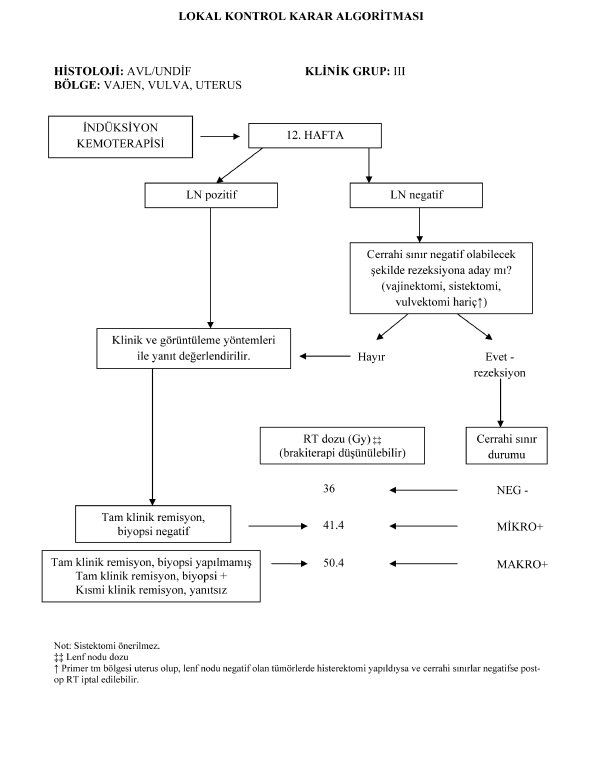 LOKAL KONTROL KARAR ALGORİTMASI
HİSTOLOJİ: AVL/UNDİF
KLİNİK GRUP: III
BÖLGE: VAJEN, VULVA, UTERUS
İNDÜKSİYON
KEMOTERAPİSİ
12. HAFTA
LN pozitif
LN negatif
Cerrahi sınır negatif olabilecek
şekilde rezeksiyona aday mı?
(vajinektomi, sistektomi,
vulvektomi hariç↑)
Klinik ve görüntüleme yöntemleri
ile yanıt değerlendirilir.
Hayır
Evet -
rezeksiyon
RT dozu (Gy) ‡‡
(brakiterapi düşünülebilir)
Cerrahi sınır
durumu
36
NEG -
Tam klinik remisyon,
biyopsi negatif
41.4
MİKRO+
Tam klinik remisyon, biyopsi yapılmamış
Tam klinik remisyon, biyopsi +
Kısmi klinik remisyon, yanıtsız
50.4
MAKRO+
Not: Sistektomi önerilmez.
‡‡ Lenf nodu dozu
↑ Primer tm bölgesi uterus olup, lenf nodu negatif olan tümörlerde histerektomi yapıldıysa ve cerrahi sınırlar negatifse post-
op RT iptal edilebilir.